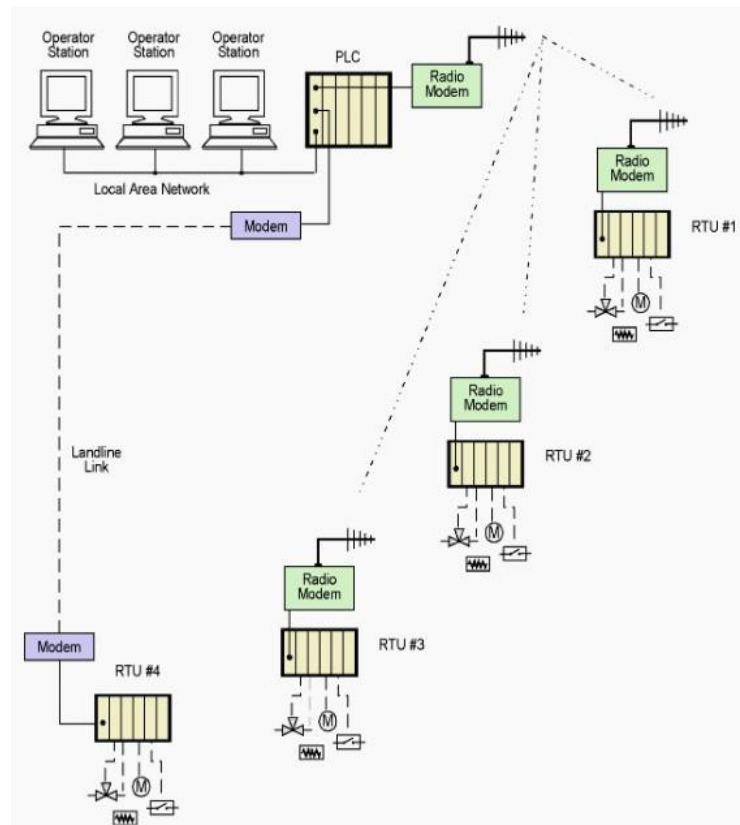 Operator
Station
Operator
Station
Operator
Station
PLC
Radio
Modem
Local Area Network
Modem
Radio
Modem
RTU #1
M
Landline
Link
Radio
Modem
RTU #2
M
Radio
Modem
RTU #3
M
Modem
RTU #4
M